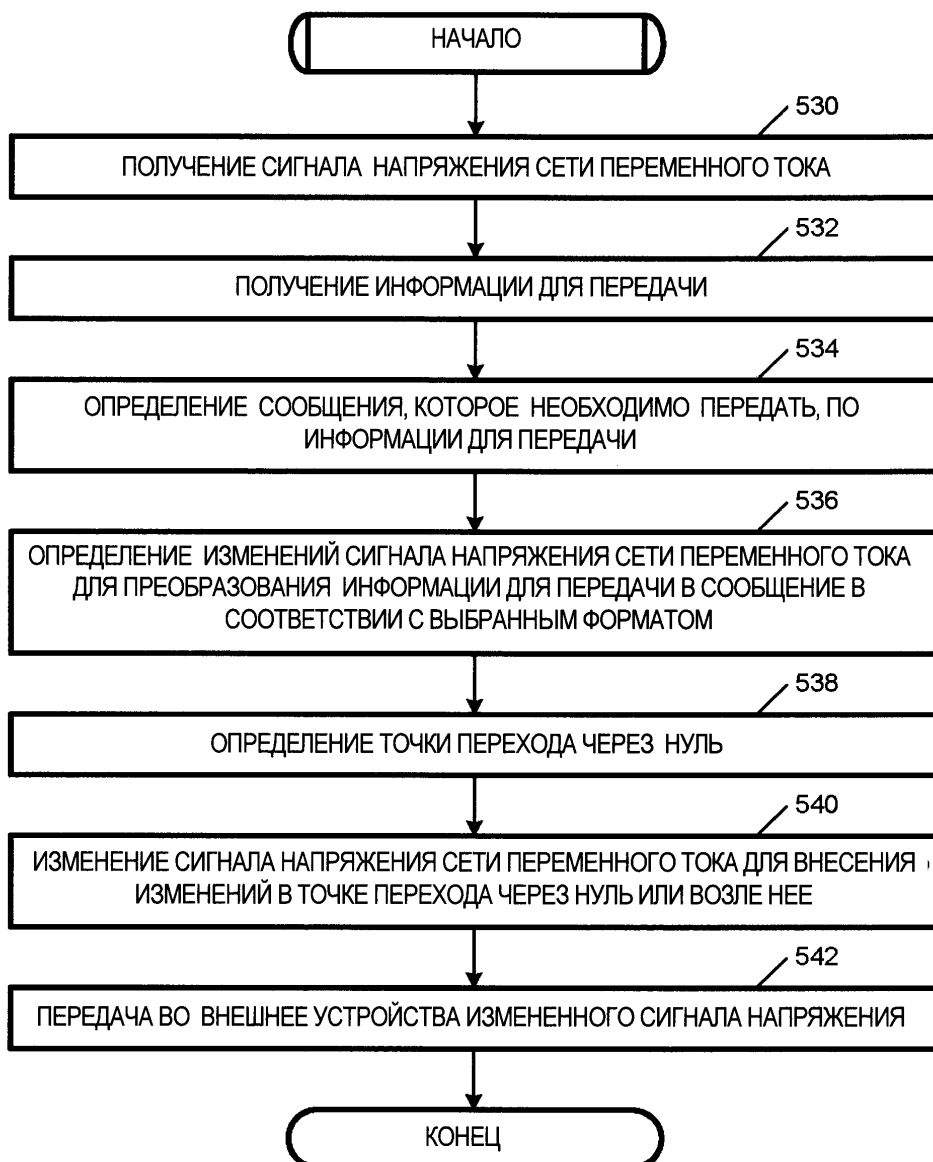 НАЧАЛО
530
ПОЛУЧЕНИЕ СИГНАЛА НАПРЯЖЕНИЯ СЕТИ ПЕРЕМЕННОГО ТОКА
532
ПОЛУЧЕНИЕ ИНФОРМАЦИИ ДЛЯ ПЕРЕДАЧИ
534
ОПРЕДЕЛЕНИЕ СООБЩЕНИЯ, КОТОРОЕ НЕОБХОДИМО ПЕРЕДАТЬ, ПО
ИНФОРМАЦИИ ДЛЯ ПЕРЕДАЧИ
536
ОПРЕДЕЛЕНИЕ ИЗМЕНЕНИЙ СИГНАЛА НАПРЯЖЕНИЯ СЕТИ ПЕРЕМЕННОГО ТОКА
ДЛЯ ПРЕОБРАЗОВАНИЯ ИНФОРМАЦИИ ДЛЯ ПЕРЕДАЧИ В СООБЩЕНИЕ В
СООТВЕТСТВИИ С ВЫБРАННЫМ ФОРМАТОМ
538
ОПРЕДЕЛЕНИЕ ТОЧКИ ПЕРЕХОДА ЧЕРЕЗ НУЛЬ
540
ИЗМЕНЕНИЕ СИГНАЛА НАПРЯЖЕНИЯ СЕТИ ПЕРЕМЕННОГО ТОКА ДЛЯ ВНЕСЕНИЯ
ИЗМЕНЕНИЙ В ТОЧКЕ ПЕРЕХОДА ЧЕРЕЗ НУЛЬ ИЛИ ВОЗЛЕ НЕЕ
542
ПЕРЕДАЧА ВО ВНЕШНЕЕ УСТРОЙСТВА ИЗМЕНЕННОГО СИГНАЛА НАПРЯЖЕНИЯ
КОНЕЦ